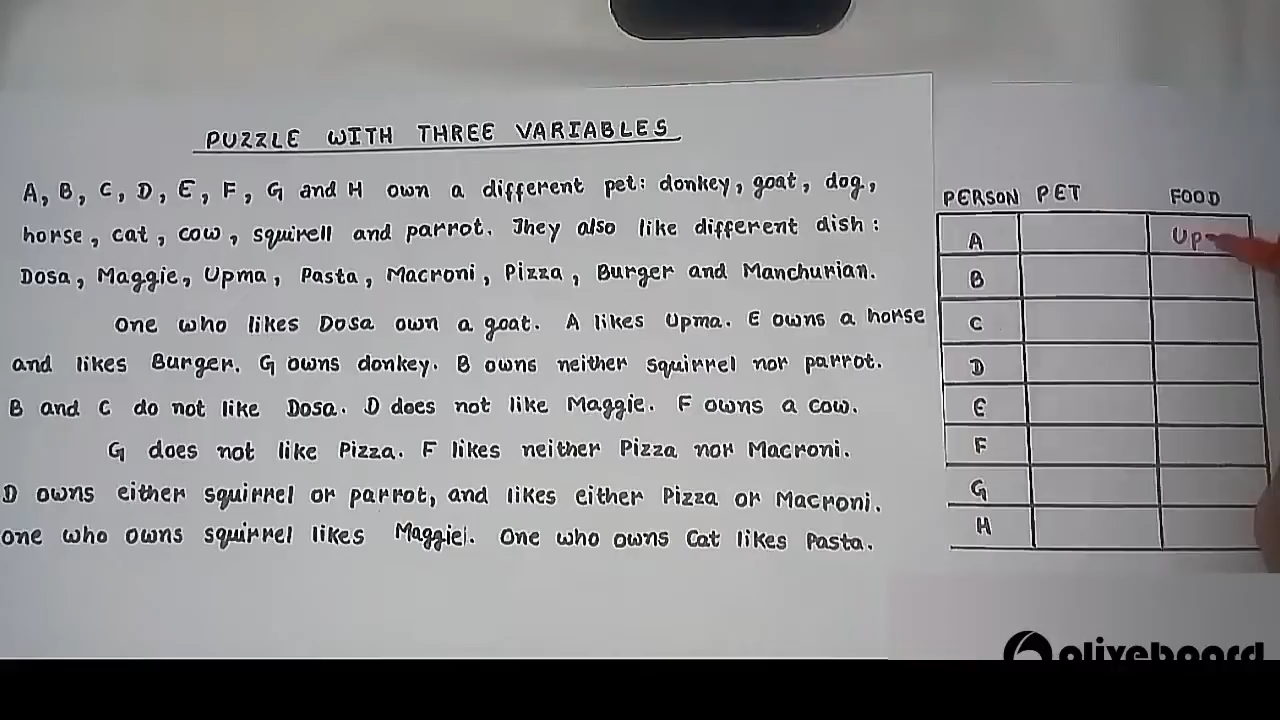 PUZZLE WITH THREE VARIABLES
A, B, C, D, E, F, G and H own a different pet: donkey, goat, dog,
horse, cat, cow, squirell and parrot. They also like different dish:
Dosa, Maggie, Upma, Pasta, Macroni, Pizza, Burger and Manchurian.
One who likes Dosa own a goat. A likes Upma. E owns a horse
and likes Burger. G owns donkey. B owns neither squirrel nor parrot.
B and C do not like Dosa. D does not like Maggie. F owns a cow.
G does not like Pizza. F likes neither Pizza nor Macroni.
D owns either squirrel or parrot, and likes either Pizza or Macroni.
One who owns squirrel likes Maggie. One who owns Cat likes Pasta.
PERSON PET FOOD
A
B
C
D
E
F
G
H
oliveboard